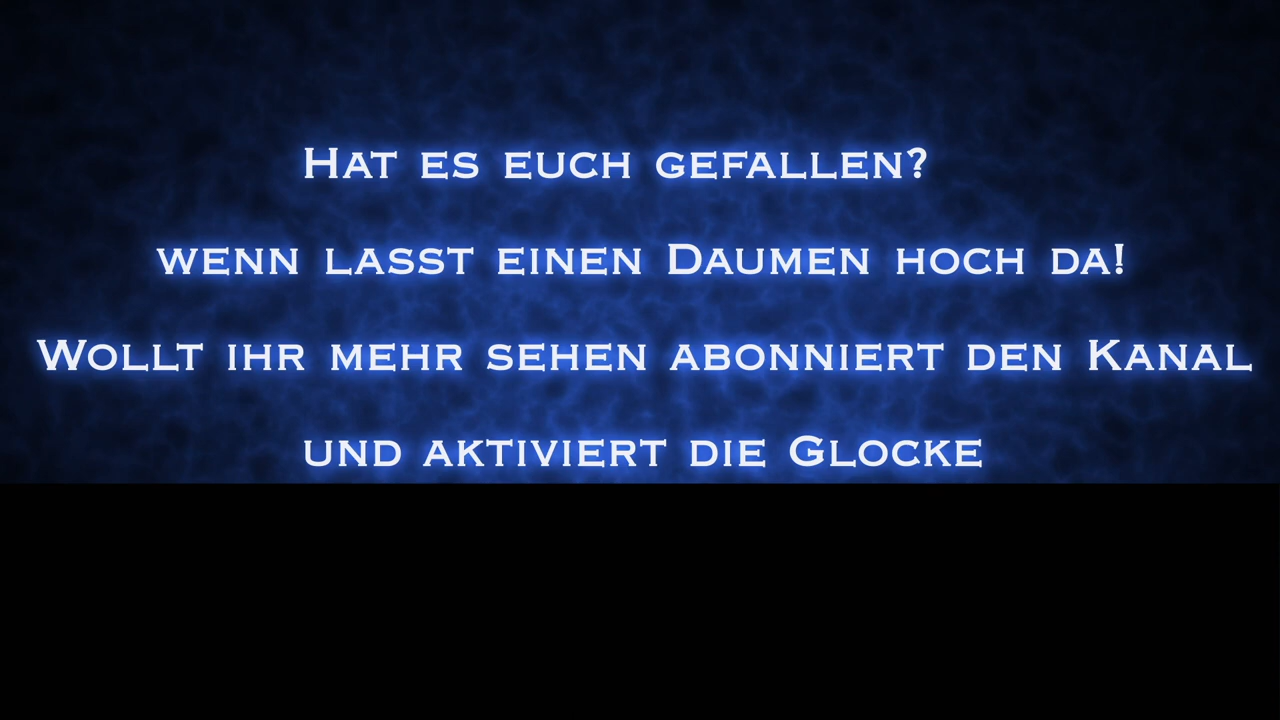 Hat es euch gefallen?
wenn lasst einen Daumen hoch da!
Wollt ihr mehr sehen abonniert den Kanal
und aktiviert die Glocke